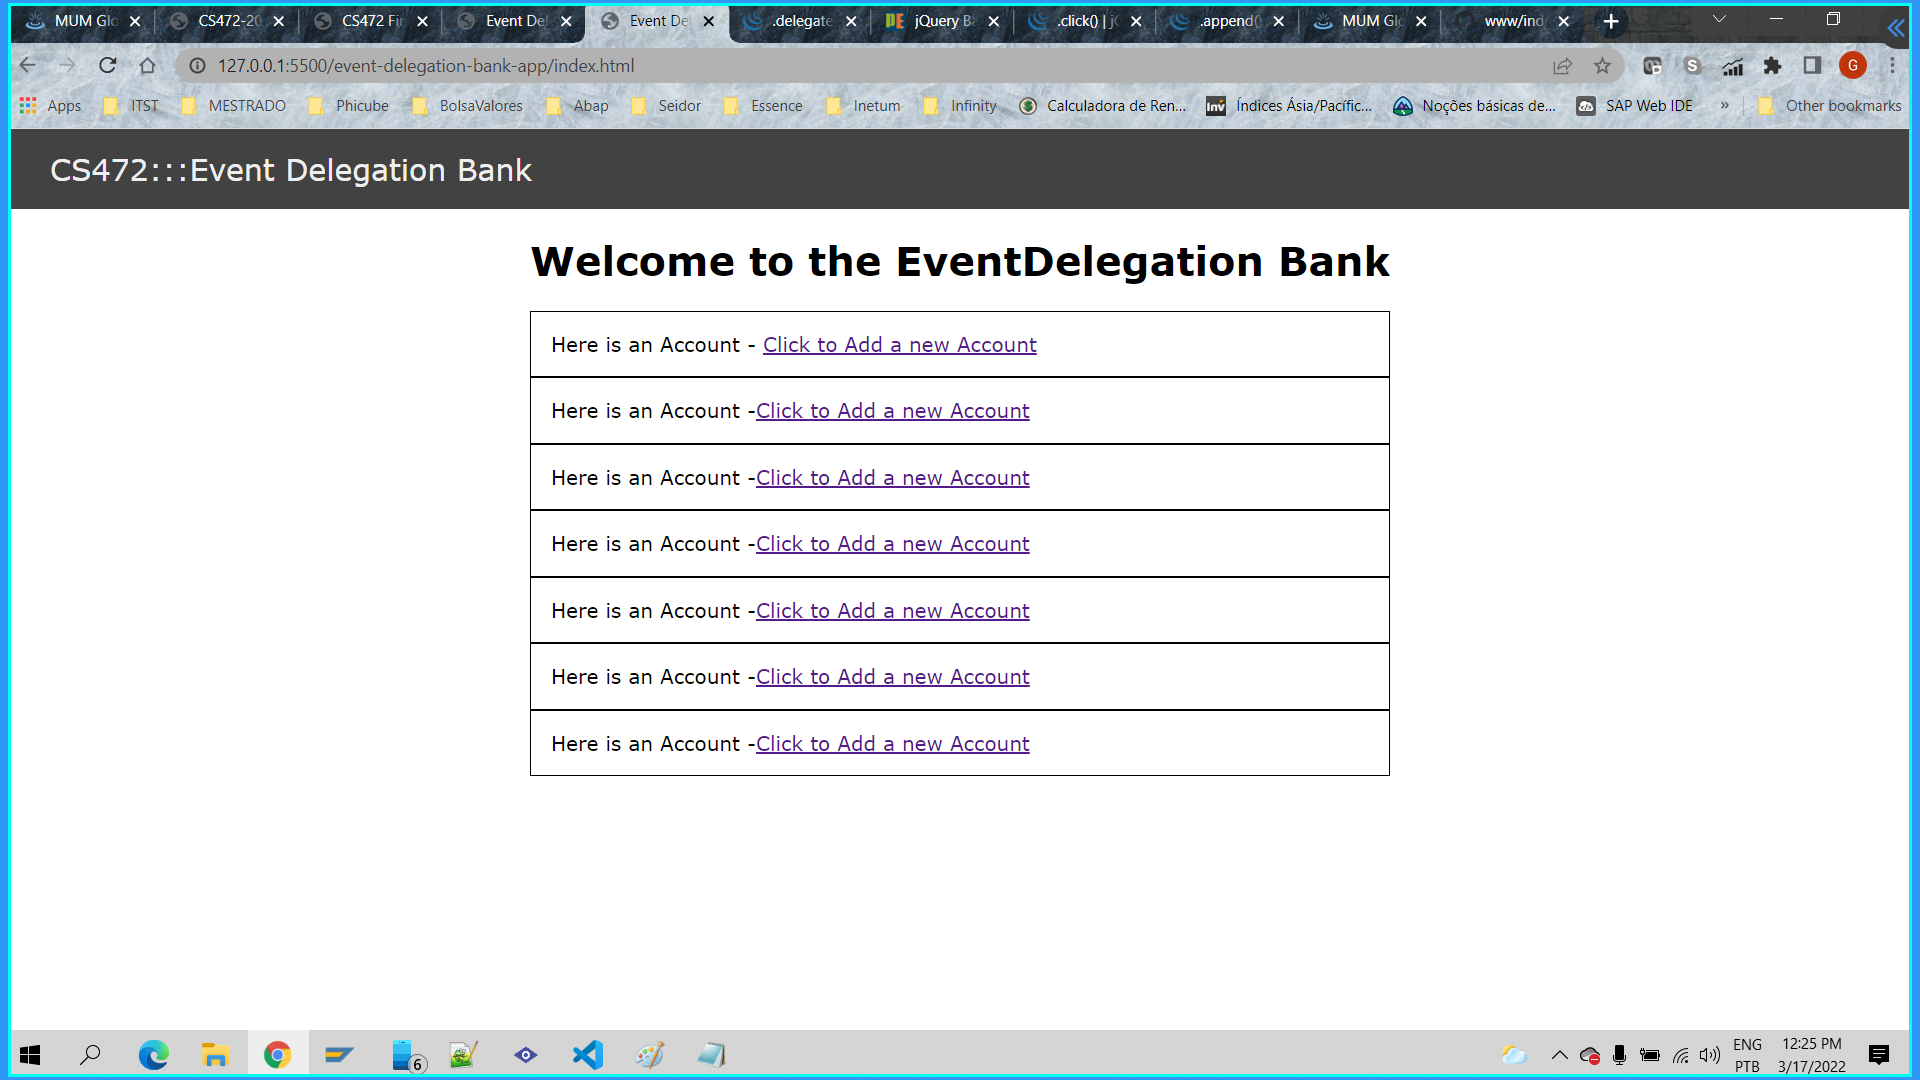 MUM Glo CS472-20 CS472 Fi Event De Event De .delegate jQuery Ba .click() | j .append( MUM Glo www/ind
127.0.0.1:5500/event-delegation-bank-app/index.html
G
Apps ITST MESTRADO Phicube BolsaValores Abap Seidor Essence Inetum Infinity Calculadora de Ren... Índices Ásia/Pacífic... Noções básicas de... SAP Web IDE » Other bookmarks
CS472:::Event Delegation Bank
Welcome to the EventDelegation Bank
Here is an Account - Click to Add a new Account
Here is an Account -Click to Add a new Account
Here is an Account -Click to Add a new Account
Here is an Account -Click to Add a new Account
Here is an Account -Click to Add a new Account
Here is an Account -Click to Add a new Account
Here is an Account -Click to Add a new Account
6
ENG 12:25 PM
PTB 3/17/2022